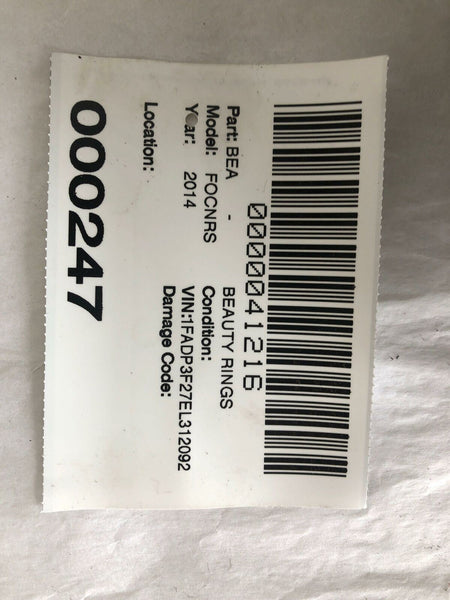 0000041216
Part: BEA - BEAUTY RINGS
Model: FOCNRS Condition:
Year: 2014 VIN:1FADP3F27EL312092
Damage Code:
Location:
000247